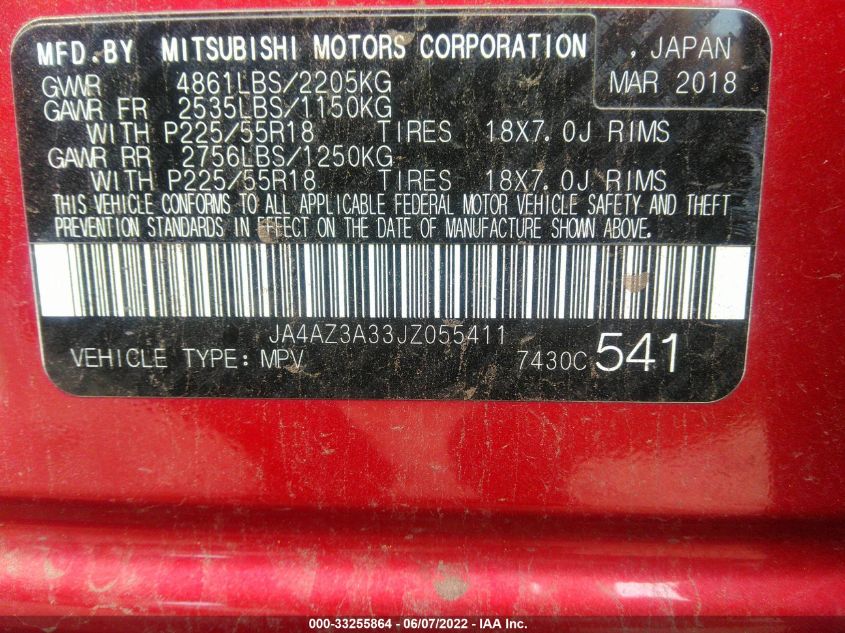 MFD.BY MITSUBISHI MOTORS CORPORATION , JAPAN
GVWR 4861LBS/2205KG MAR 2018
GAWR FR 2535LBS/1150KG
WITH P225/55R18 TIRES 18X7.0J RIMS
GAWR RR 2756LBS/1250KG
WITH P225/55R18 TIRES 18X7.0J RIMS
THIS VEHICLE CONFORMS TO ALL APPLICABLE FEDERAL MOTOR VEHICLE SAFETY AND THEFT
PREVENTION STANDARDS IN EFFECT ON THE DATE OF MANUFACTURE SHOWN ABOVE.
JA4AZ3A33JZ055411
VEHICLE TYPE: MPV 7430C 541
000-33255864 - 06/07/2022 - IAA Inc.